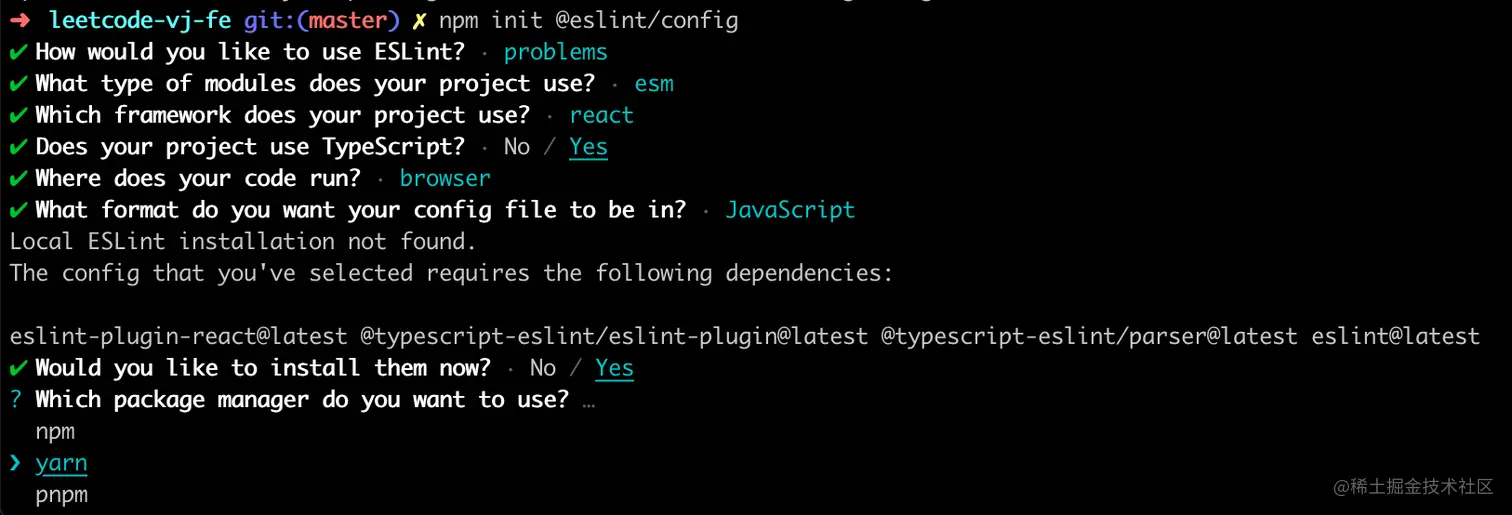 ➜ leetcode-vj-fe git:(master) ✗ npm init @eslint/config
✔ How would you like to use ESLint? · problems
✔ What type of modules does your project use? · esm
✔ Which framework does your project use? · react
✔ Does your project use TypeScript? · No / Yes
✔ Where does your code run? · browser
✔ What format do you want your config file to be in? · JavaScript
Local ESLint installation not found.
The config that you've selected requires the following dependencies:
eslint-plugin-react@latest @typescript-eslint/eslint-plugin@latest @typescript-eslint/parser@latest eslint@latest
✔ Would you like to install them now? · No / Yes
? Which package manager do you want to use? …
npm
❯ yarn
pnpm
@稀土掘金技术社区